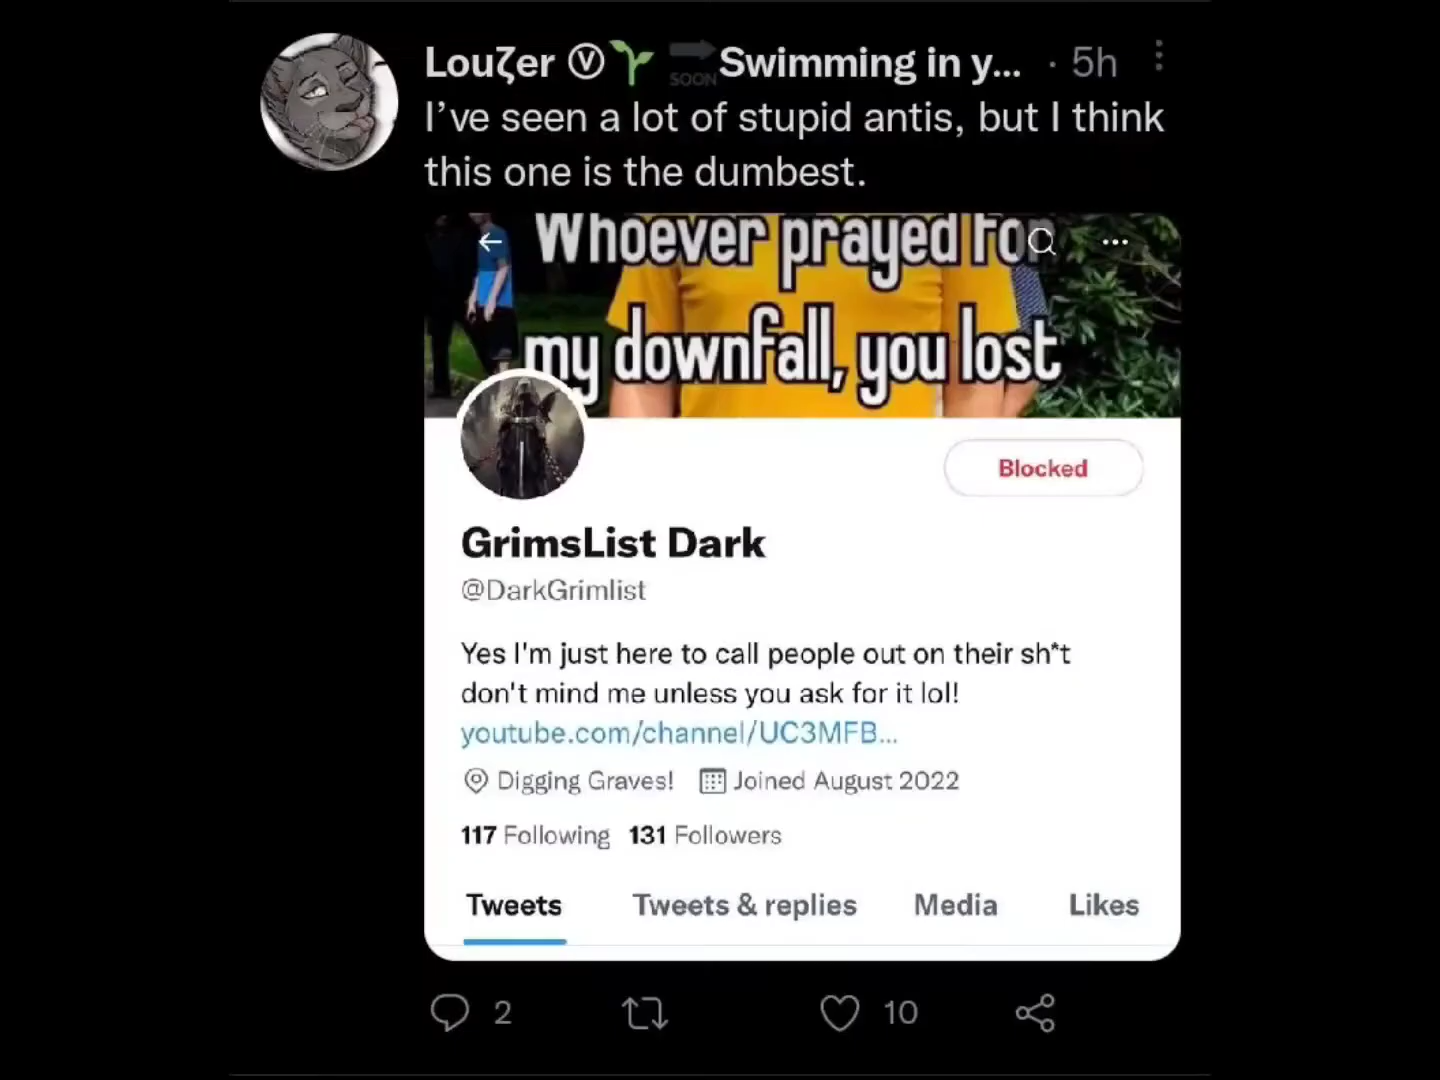 Louζer Ⓥ🌱 🔜Swimming in y... · 5h
I’ve seen a lot of stupid antis, but I think
this one is the dumbest.
Whoever prayed for
my downfall, you lost
Blocked
GrimsList Dark
@DarkGrimlist
Yes I'm just here to call people out on their sh*t
don't mind me unless you ask for it lol!
youtube.com/channel/UC3MFB...
Digging Graves! Joined August 2022
117 Following 131 Followers
Tweets Tweets & replies Media Likes
2 10